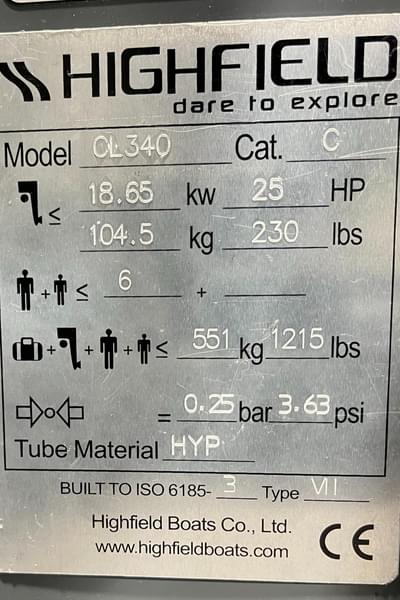 HIGHFIELD
dare to explore
Model CL340 Cat. C
≤ 18.65 kw 25 HP
104.5 kg 230 lbs
+ ≤ 6 +
+ + + ≤ 551 kg 1215 lbs
= 0.25 bar 3.63 psi
Tube Material HYP
BUILT TO ISO 6185- 3 Type VII
Highfield Boats Co., Ltd.
www.highfieldboats.com CE